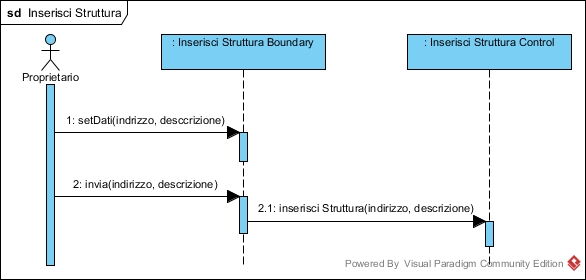 sd Inserisci Struttura
: Inserisci Struttura Boundary
: Inserisci Struttura Control
Proprietario
1: setDati(indrizzo, desccrizione)
2: invia(indirizzo, descrizione)
2.1: inserisci Struttura(indirizzo, descrizione)
Powered By Visual Paradigm Community Edition